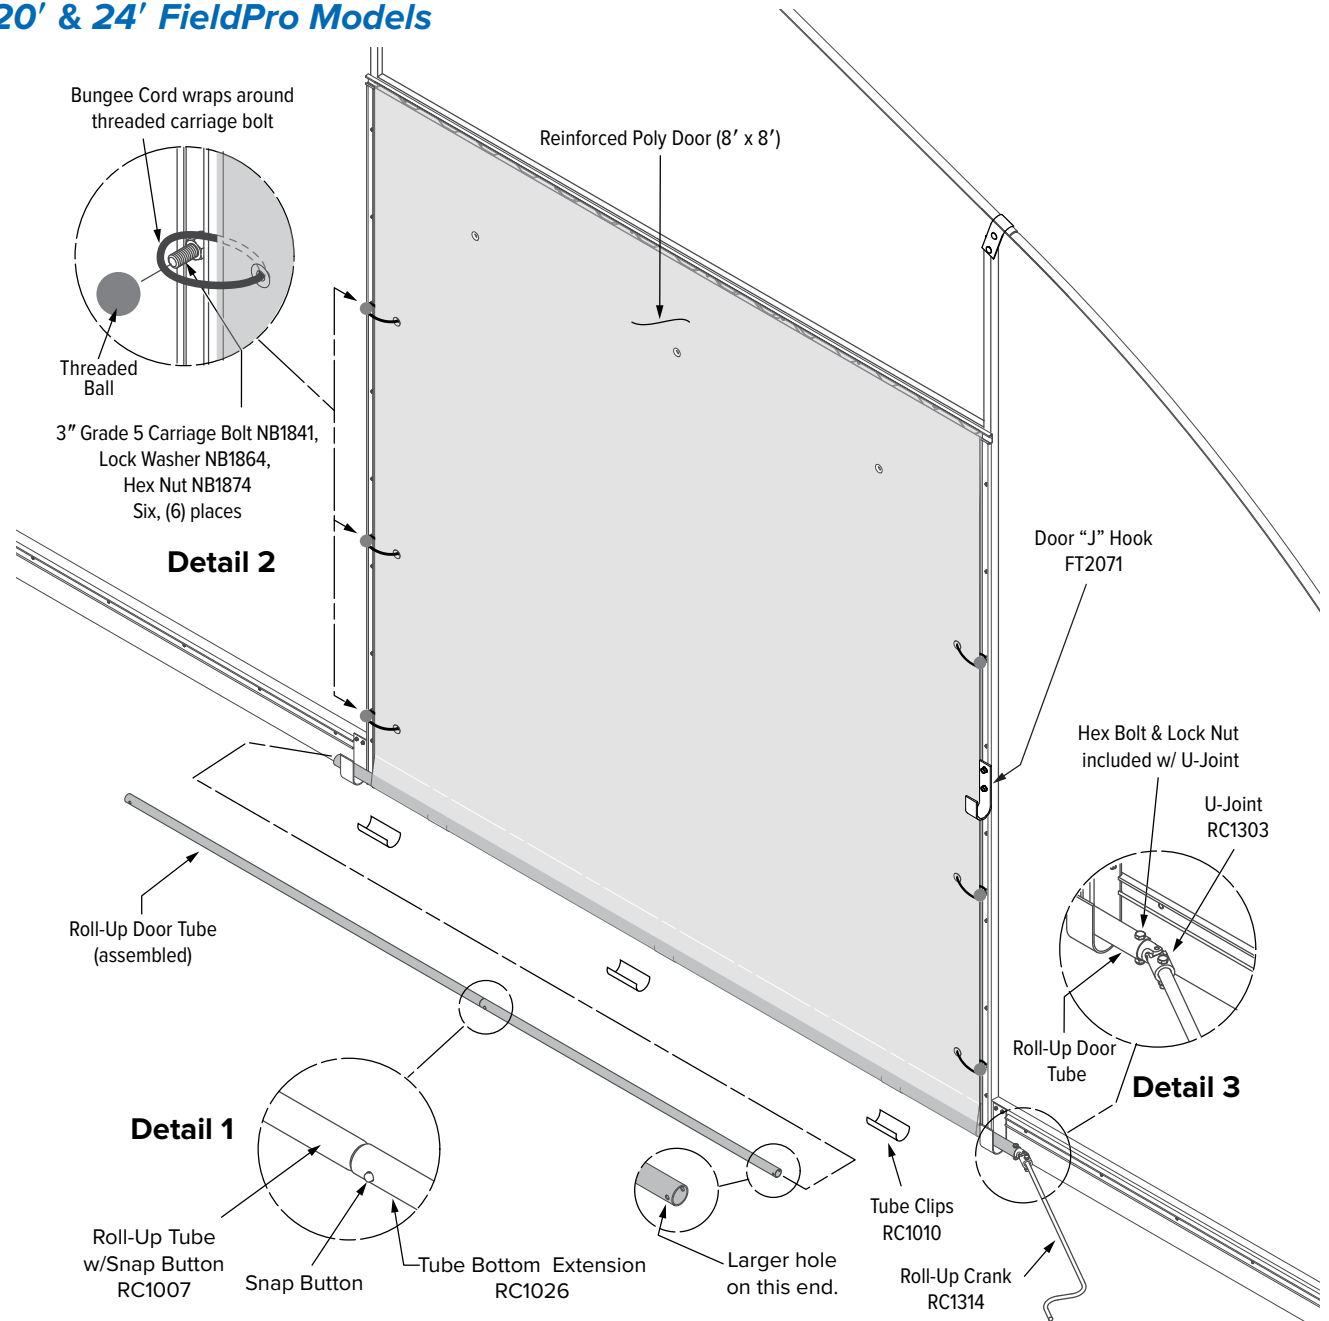 20′ & 24′ FieldPro Models
Bungee Cord wraps around
threaded carriage bolt
Reinforced Poly Door (8′ x 8′)
Threaded
Ball
3″ Grade 5 Carriage Bolt NB1841,
Lock Washer NB1864,
Hex Nut NB1874
Six, (6) places
Detail 2
Door “J” Hook
FT2071
Hex Bolt & Lock Nut
included w/ U-Joint
U-Joint
RC1303
Roll-Up Door Tube
(assembled)
Roll-Up Door
Tube
Detail 3
Detail 1
Roll-Up Tube
w/Snap Button
RC1007
Snap Button
Tube Bottom Extension
RC1026
Larger hole
on this end.
Tube Clips
RC1010
Roll-Up Crank
RC1314